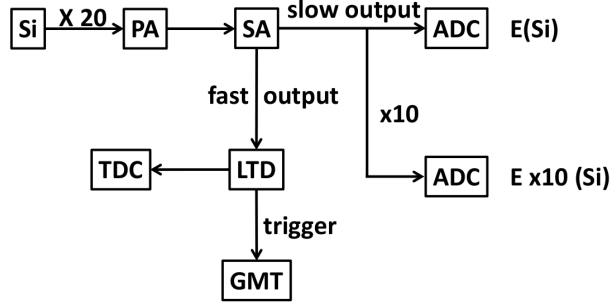 slow output
X 20
Si
PA
SA
ADC
E(Si)
fast output
x10
TDC
LTD
ADC
E x10 (Si)
trigger
GMT